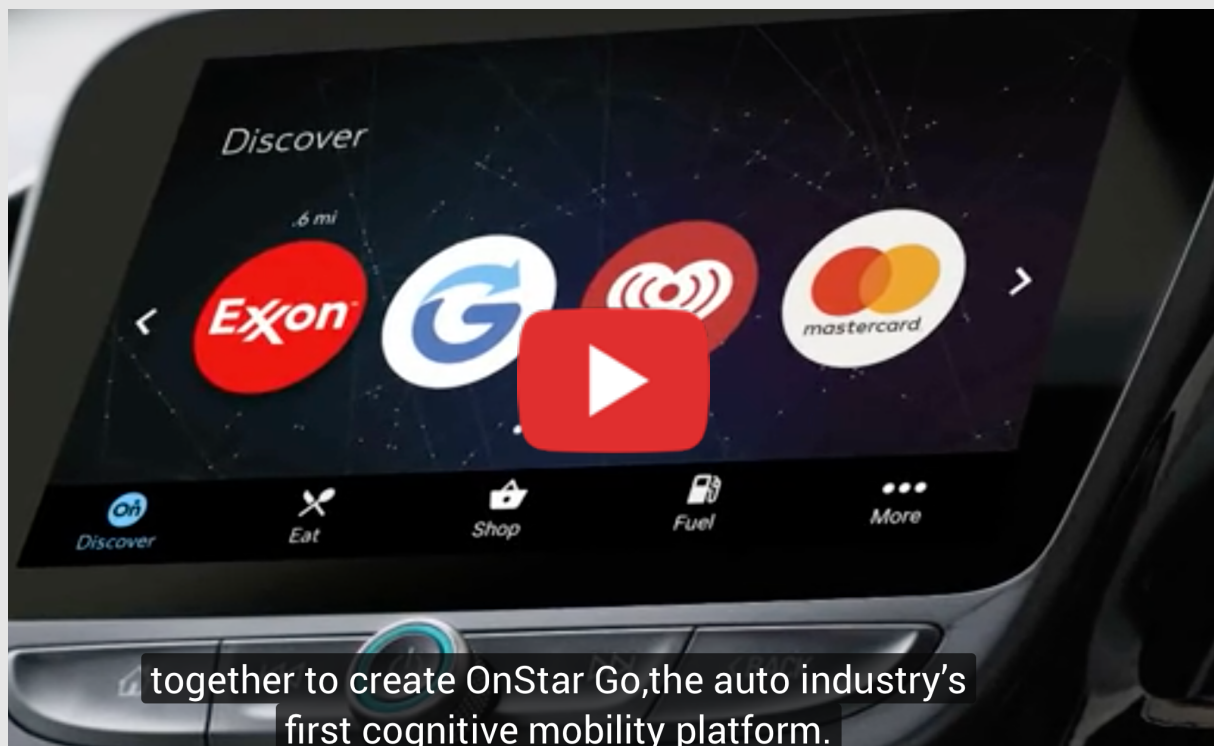 Discover
.6 mi
Exxon
G
mastercard
On
Discover
Eat
Shop
Fuel
More
together to create OnStar Go,the auto industry’s
first cognitive mobility platform.